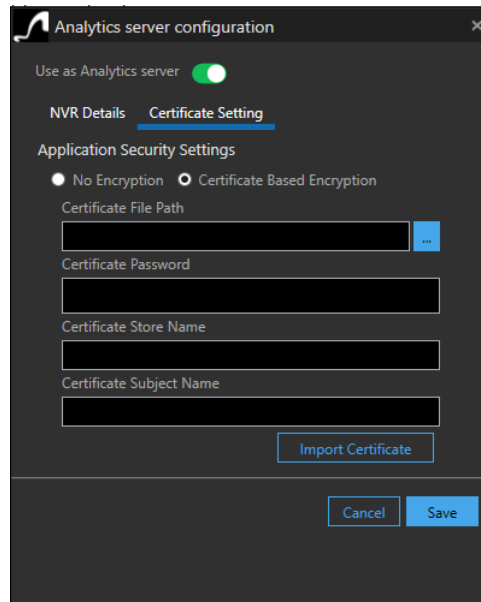 Analytics server configuration ×
Use as Analytics server
NVR Details Certificate Setting
Application Security Settings
No Encryption Certificate Based Encryption
Certificate File Path
...
Certificate Password
Certificate Store Name
Certificate Subject Name
Import Certificate
Cancel Save